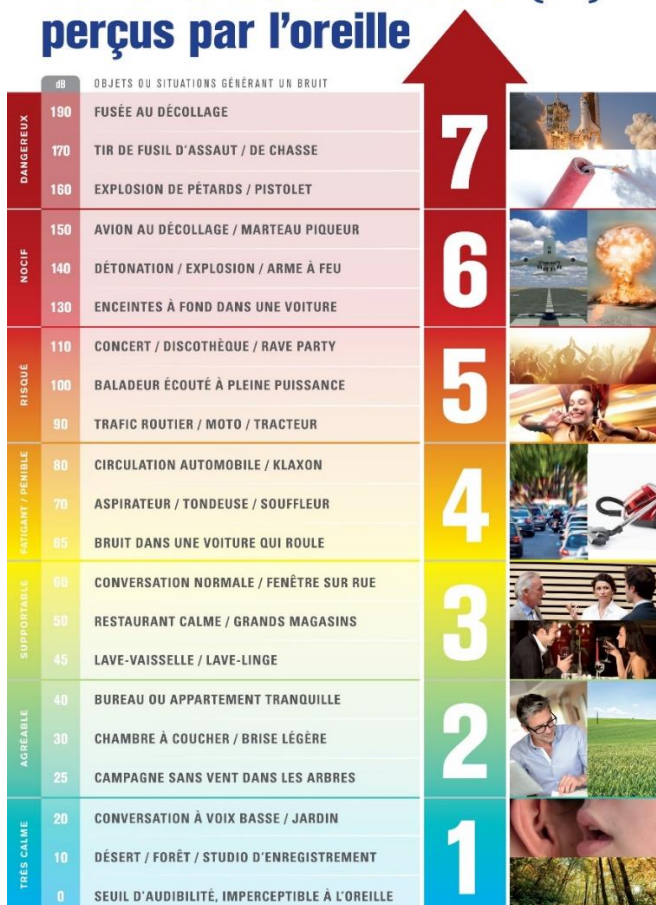 perçus par l'oreille
dB OBJETS OU SITUATIONS GÉNÉRANT UN BRUIT
DANGEREUX
190 FUSÉE AU DÉCOLLAGE
170 TIR DE FUSIL D'ASSAUT / DE CHASSE
160 EXPLOSION DE PÉTARDS / PISTOLET
7
NOCIF
150 AVION AU DÉCOLLAGE / MARTEAU PIQUEUR
140 DÉTONATION / EXPLOSION / ARME À FEU
130 ENCEINTES À FOND DANS UNE VOITURE
6
RISQUÉ
110 CONCERT / DISCOTHÈQUE / RAVE PARTY
100 BALADEUR ÉCOUTÉ À PLEINE PUISSANCE
90 TRAFIC ROUTIER / MOTO / TRACTEUR
5
FATIGANT / PÉNIBLE
80 CIRCULATION AUTOMOBILE / KLAXON
70 ASPIRATEUR / TONDEUSE / SOUFFLEUR
65 BRUIT DANS UNE VOITURE QUI ROULE
4
SUPPORTABLE
60 CONVERSATION NORMALE / FENÊTRE SUR RUE
50 RESTAURANT CALME / GRANDS MAGASINS
45 LAVE-VAISSELLE / LAVE-LINGE
3
AGRÉABLE
40 BUREAU OU APPARTEMENT TRANQUILLE
30 CHAMBRE À COUCHER / BRISE LÉGÈRE
25 CAMPAGNE SANS VENT DANS LES ARBRES
2
TRÈS CALME
20 CONVERSATION À VOIX BASSE / JARDIN
10 DÉSERT / FORÊT / STUDIO D'ENREGISTREMENT
0 SEUIL D'AUDIBILITÉ, IMPERCEPTIBLE À L'OREILLE
1